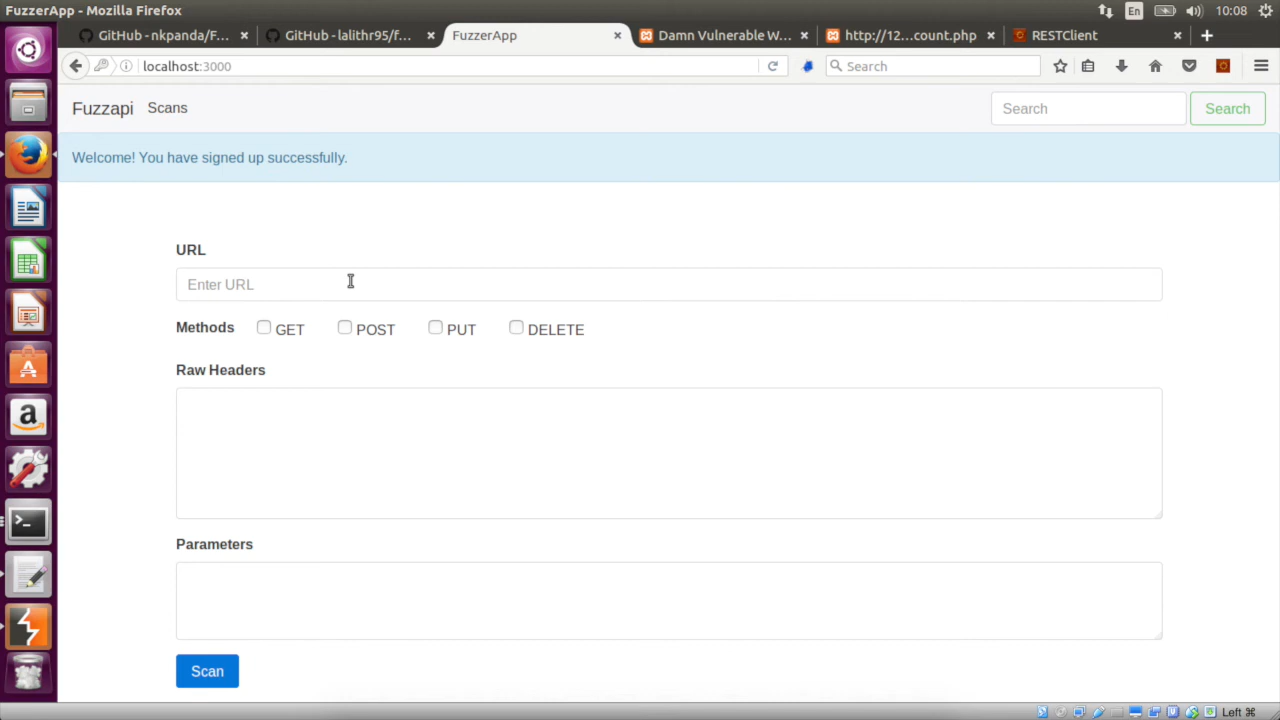 FuzzerApp - Mozilla Firefox
En
10:08
GitHub - nkpanda/F...
GitHub - lalithr95/f...
FuzzerApp
Damn Vulnerable W...
http://12...count.php
RESTClient
localhost:3000
Search
Fuzzapi Scans
Search
Search
Welcome! You have signed up successfully.
URL
Enter URL
Methods GET POST PUT DELETE
Raw Headers
Parameters
Scan
Left ⌘